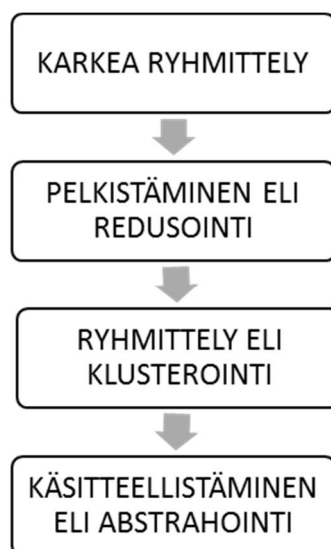 KARKEA RYHMITTELY
PELKISTÄMINEN ELI
REDUSOINTI
RYHMITTELY ELI
KLUSTEROINTI
KÄSITTEELLISTÄMINEN
ELI ABSTRAHOINTI